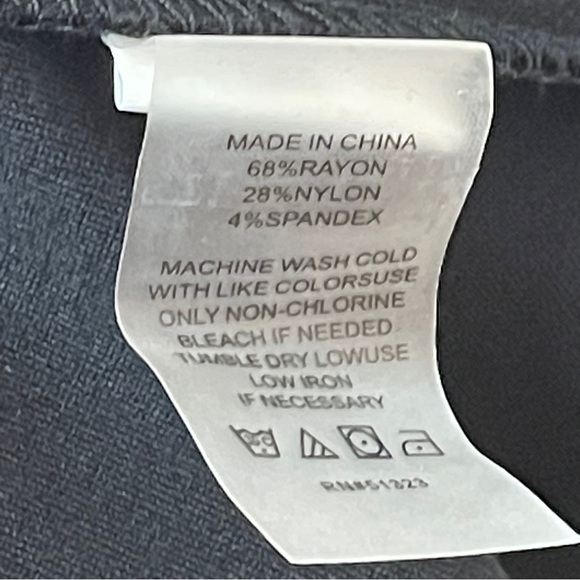 MADE IN CHINA
68%RAYON
28%NYLON
4%SPANDEX
MACHINE WASH COLD
WITH LIKE COLORSUSE
ONLY NON-CHLORINE
BLEACH IF NEEDED
TUMBLE DRY LOWUSE
LOW IRON
IF NECESSARY
RN#51323